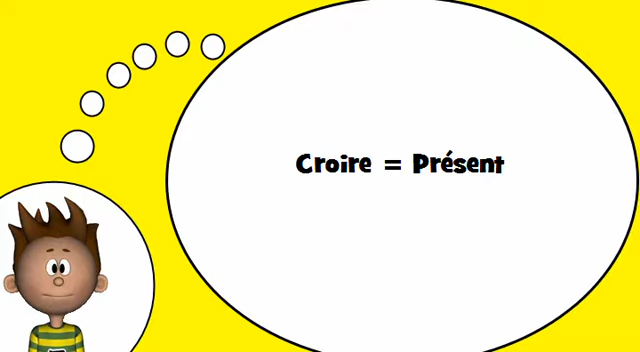 Croire = Présent